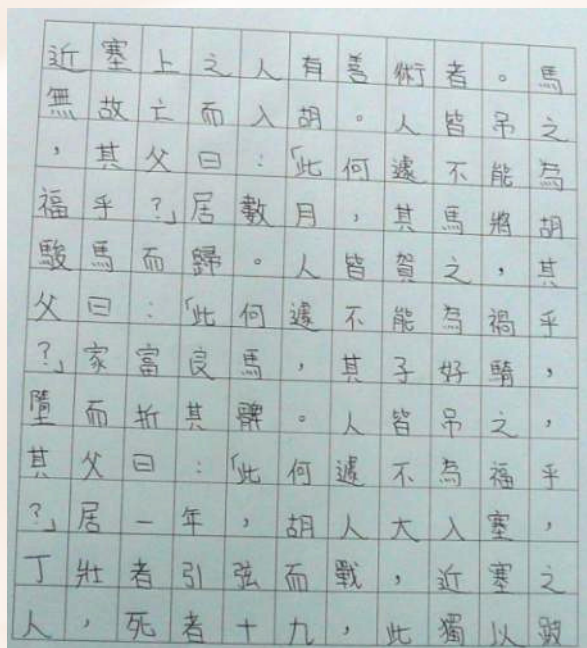 近塞上之人有善術者。馬
無故亡而入胡。人皆吊之
，其父曰：「此何遽不能為
福乎？」居數月，其馬將胡
駿馬而歸。人皆賀之，其
父曰：「此何遽不能為禍乎
？」家富良馬，其子好騎，
墮而折其髀。人皆吊之，
其父曰：「此何遽不為福乎
？」居一年，胡人大入塞，
丁壯者引弦而戰，近塞之
人，死者十九，此獨以跛